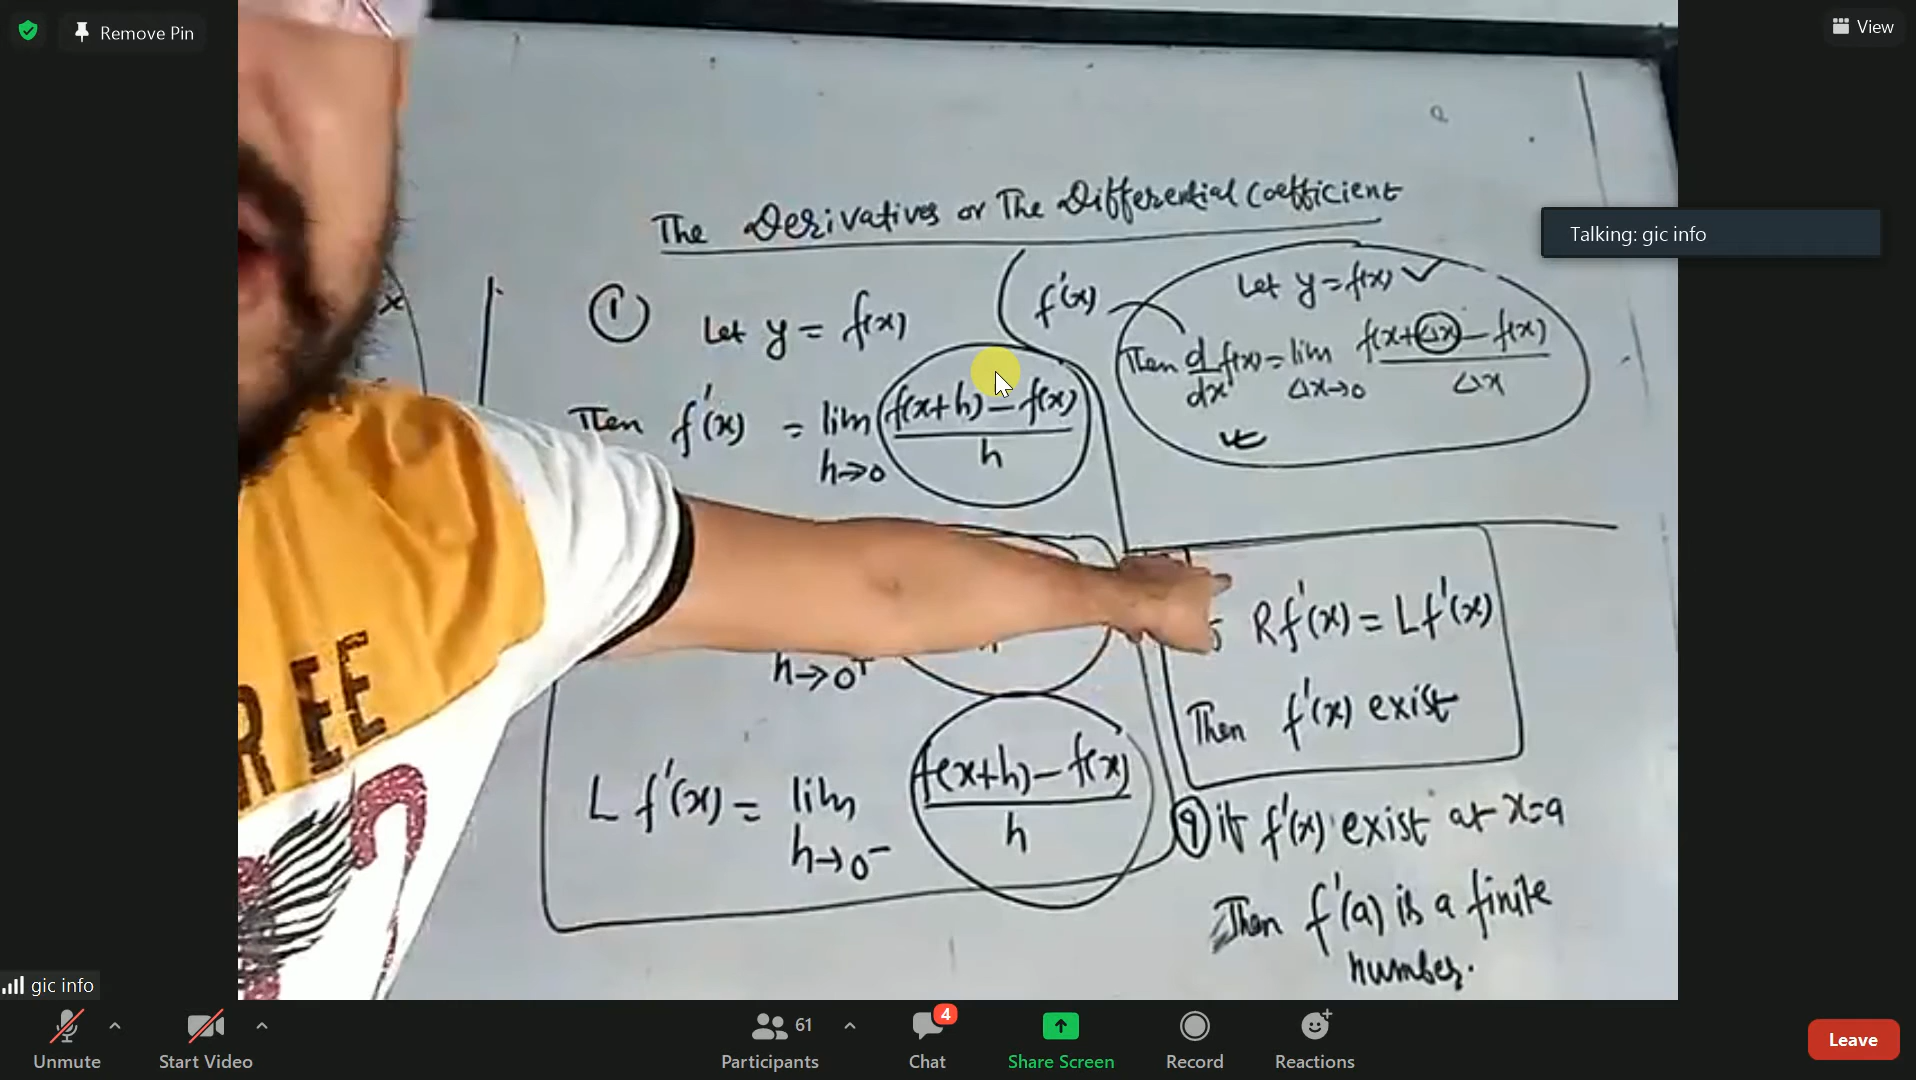 Remove Pin
View
Talking: gic info
The Derivatives or The Differential Coefficient
① Let y = f(x)
Then f'(x) = lim h→0 f(x+h) − f(x) / h
f'(x)
Let y = f(x) ✓
Then d/dx f(x) = lim Δx→0 f(x+Δx) − f(x) / Δx
h→0⁺
L f'(x) = lim h→0⁻ f(x+h) − f(x) / h
Rf'(x) = Lf'(x)
Then f'(x) exist
if f'(x) exist at x=a
Then f'(a) is a finite
number.
REE
gic info
Unmute
Start Video
61
Participants
4
Chat
Share Screen
Record
Reactions
Leave